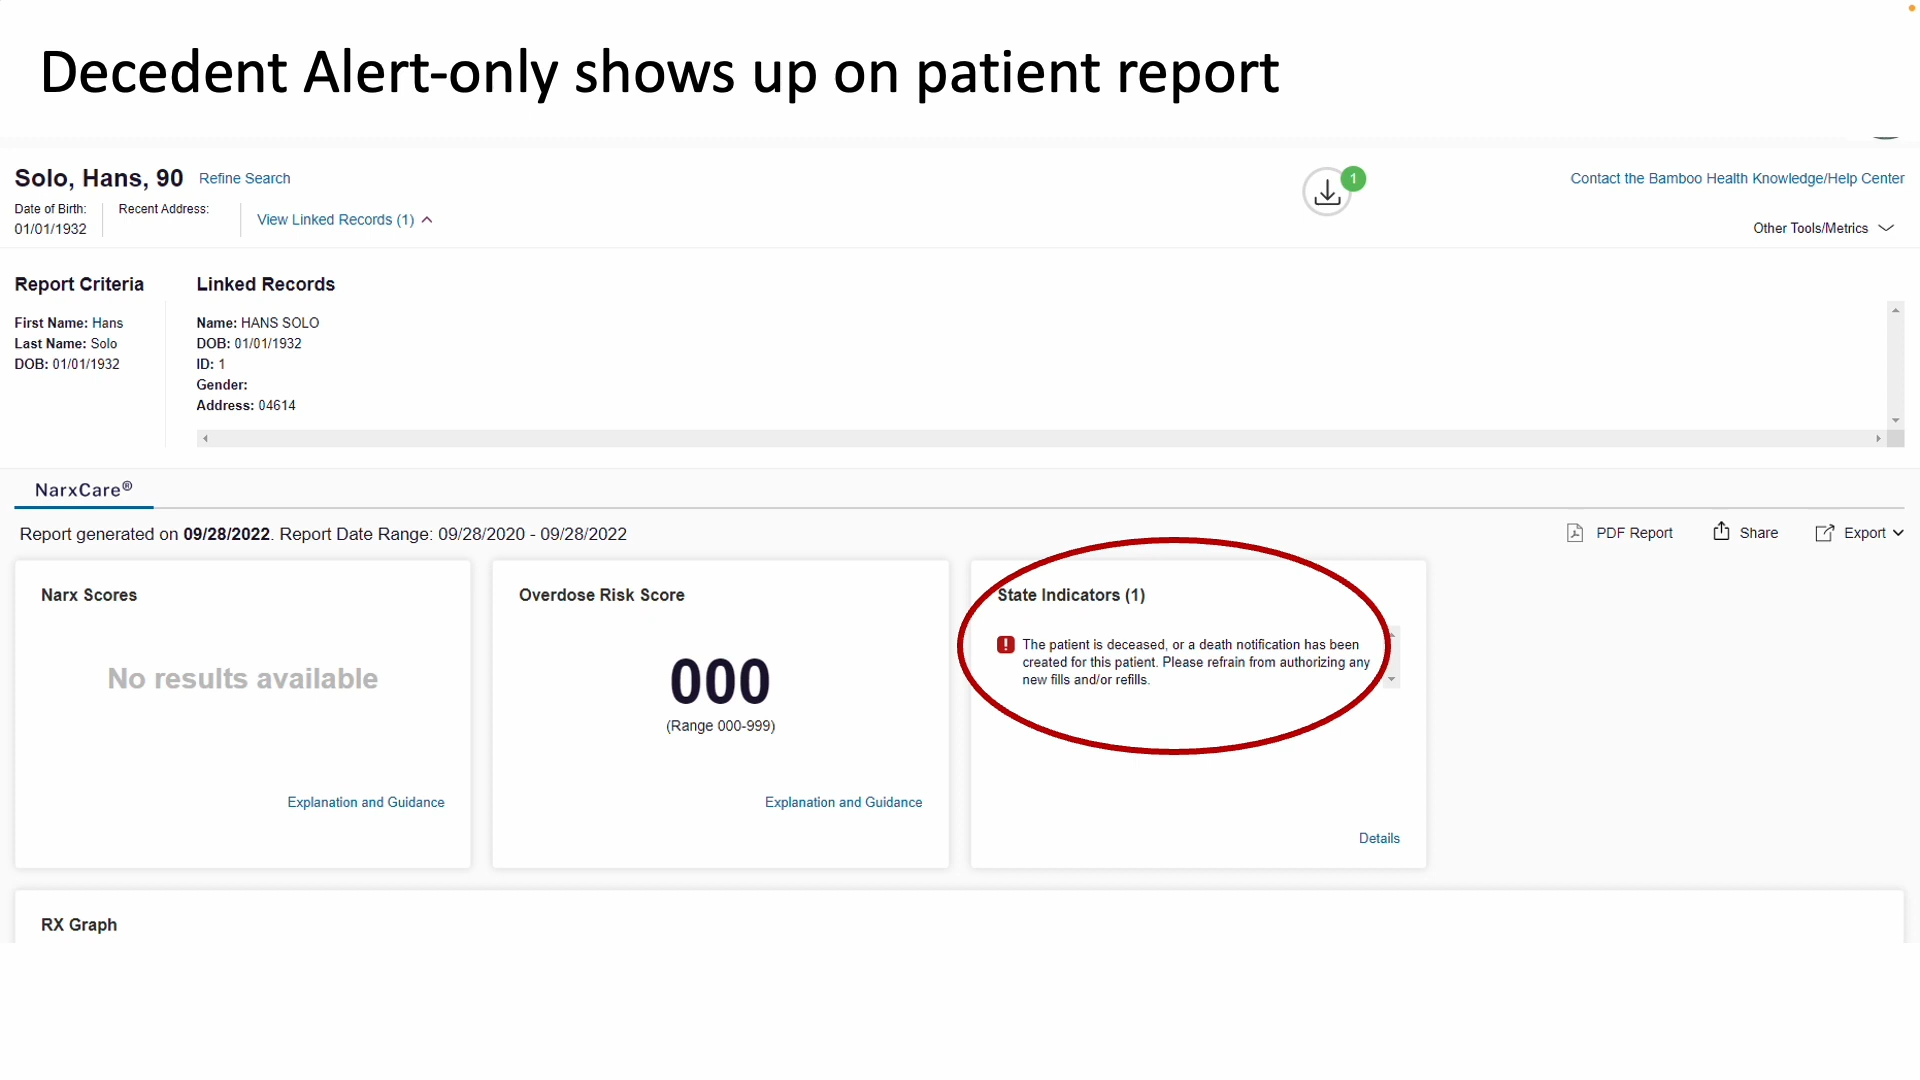 Decedent Alert-only shows up on patient report
Solo, Hans, 90 Refine Search
1
Contact the Bamboo Health Knowledge/Help Center
Date of Birth:
01/01/1932
Recent Address:
View Linked Records (1)
Other Tools/Metrics
Report Criteria
First Name: Hans
Last Name: Solo
DOB: 01/01/1932
Linked Records
Name: HANS SOLO
DOB: 01/01/1932
ID: 1
Gender:
Address: 04614
NarxCare®
Report generated on 09/28/2022. Report Date Range: 09/28/2020 - 09/28/2022
PDF Report
Share
Export
Narx Scores
No results available
Explanation and Guidance
Overdose Risk Score
000
(Range 000-999)
Explanation and Guidance
State Indicators (1)
The patient is deceased, or a death notification has been
created for this patient. Please refrain from authorizing any
new fills and/or refills.
Details
RX Graph